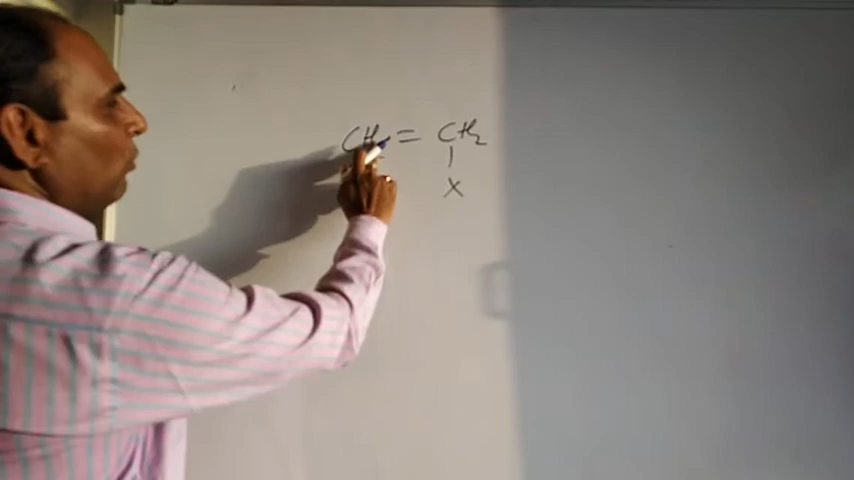 CH₂ = CH₂
|
X